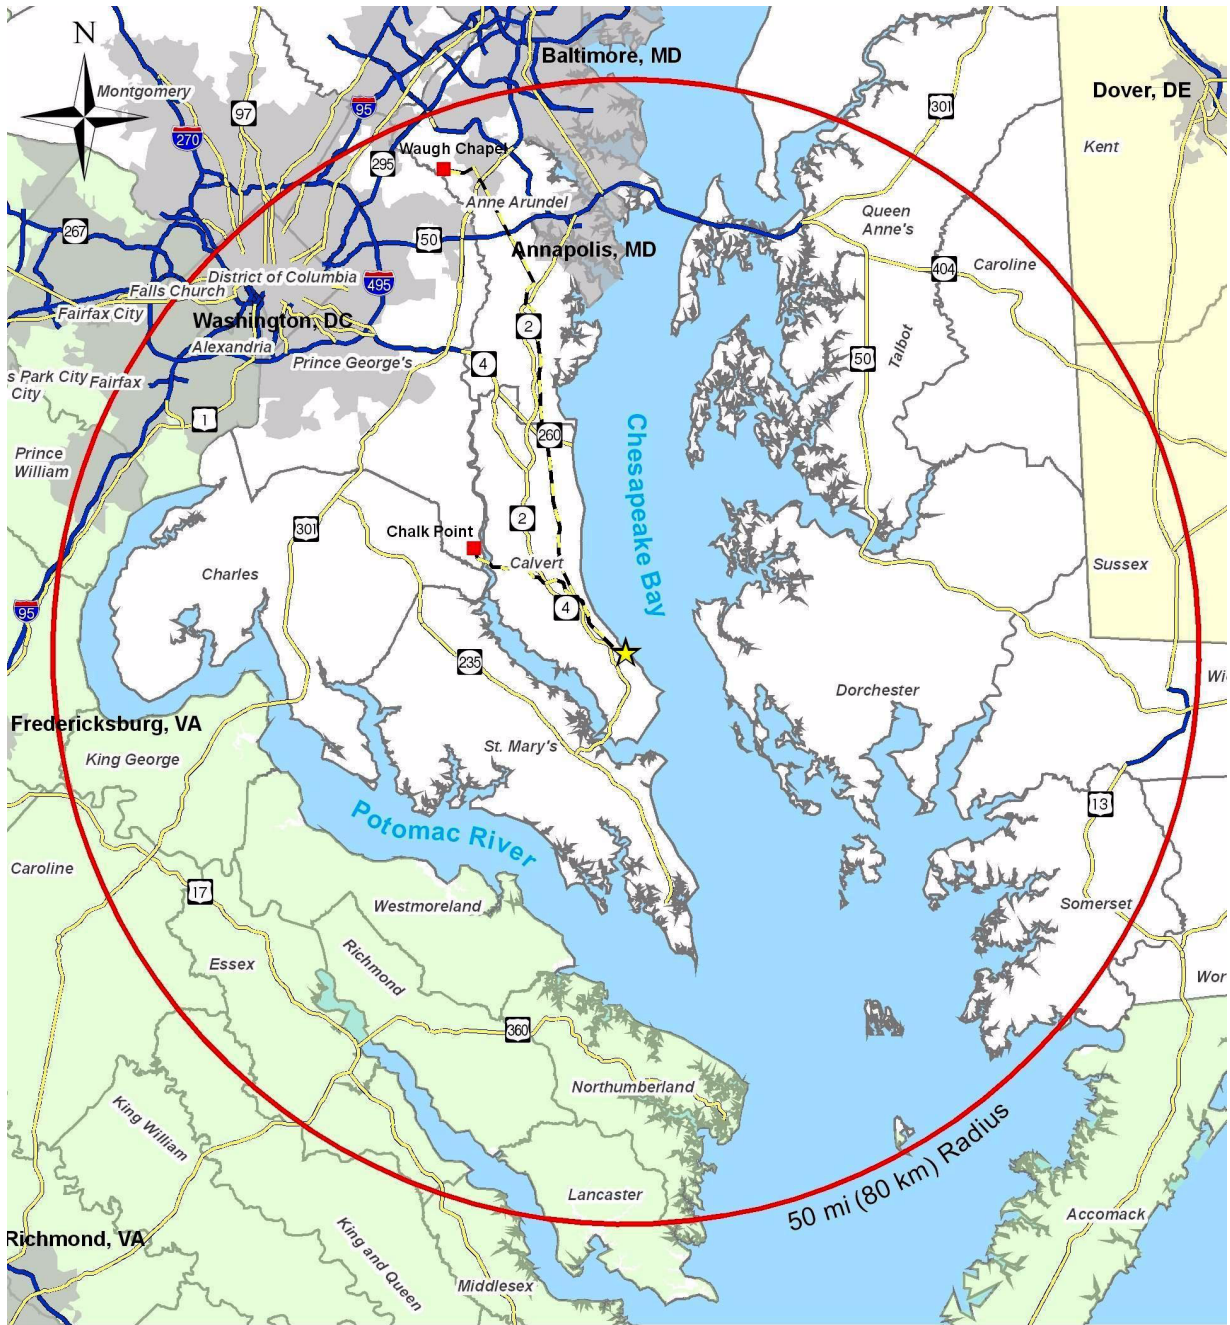 N
Baltimore, MD
Montgomery
97
95
301
Dover, DE
270
Waugh Chapel
295
Kent
Anne Arundel
Queen
Anne's
267
50
Annapolis, MD
404
Caroline
District of Columbia
495
Falls Church
Fairfax City
Washington, DC
2
Alexandria
Prince George's
4
50
Talbot
s Park City
City
Fairfax
1
260
Prince
William
Chesapeake Bay
2
301
Chalk Point
Calvert
Sussex
Charles
4
95
235
Dorchester
Wi
Fredericksburg, VA
St. Mary's
King George
13
Potomac River
Caroline
17
Westmoreland
Somerset
Richmond
Essex
Wor
360
Northumberland
King William
50 mi (80 km) Radius
Lancaster
Accomack
Richmond, VA
King and Queen
Middlesex